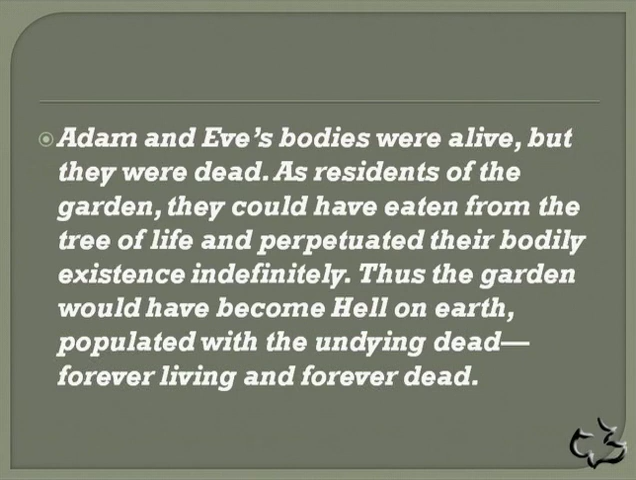 Adam and Eve's bodies were alive, but
they were dead. As residents of the
garden, they could have eaten from the
tree of life and perpetuated their bodily
existence indefinitely. Thus the garden
would have become Hell on earth,
populated with the undying dead—
forever living and forever dead.